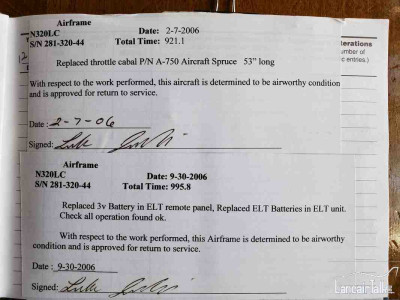 Airframe
N320LC Date: 2-7-2006
S/N 281-320-44 Total Time: 921.1
Replaced throttle cabal P/N A-750 Aircraft Spruce 53” long
With respect to the work performed, this aircraft is determined to be airworthy condition
and is approved for return to service.
Date: 2-7-06
Signed:
Airframe
N320LC Date: 9-30-2006
S/N 281-320-44 Total Time: 995.8
Replaced 3v Battery in ELT remote panel, Replaced ELT Batteries in ELT unit.
Check all operation found ok.
With respect to the work performed, this Airframe is determined to be airworthy
condition and is approved for return to service.
Date: 9-30-2006
Signed:
lterations
umber of
c entries.)
LancairTalk